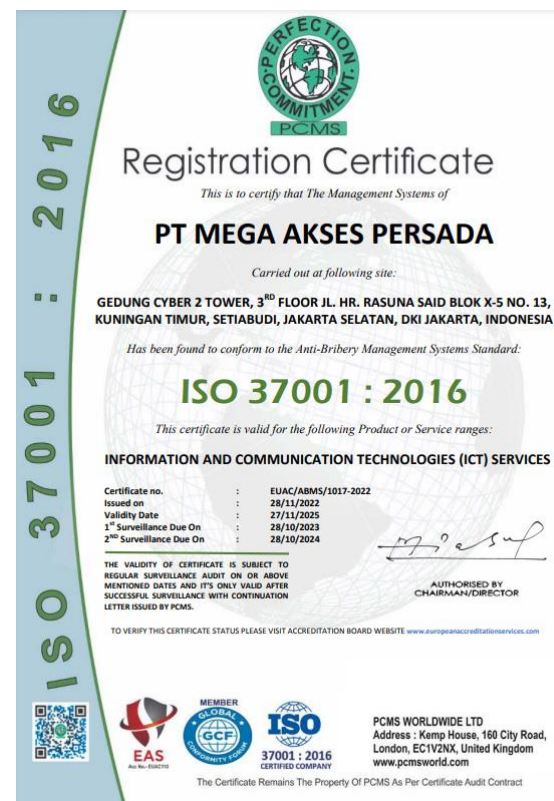 PERFECTION
COMMITMENT
PCMS
Registration Certificate
This is to certify that The Management Systems of
PT MEGA AKSES PERSADA
Carried out at following site:
GEDUNG CYBER 2 TOWER, 3RD FLOOR JL. HR. RASUNA SAID BLOK X-5 NO. 13,
KUNINGAN TIMUR, SETIABUDI, JAKARTA SELATAN, DKI JAKARTA, INDONESIA
Has been found to conform to the Anti-Bribery Management Systems Standard:
ISO 37001 : 2016
This certificate is valid for the following Product or Service ranges:
INFORMATION AND COMMUNICATION TECHNOLOGIES (ICT) SERVICES
Certificate no. : EUAC/ABMS/1017-2022
Issued on : 28/11/2022
Validity Date : 27/11/2025
1st Surveillance Due On : 28/10/2023
2ND Surveillance Due On : 28/10/2024
THE VALIDITY OF CERTIFICATE IS SUBJECT TO
REGULAR SURVEILLANCE AUDIT ON OR ABOVE
MENTIONED DATES AND IT'S ONLY VALID AFTER
SUCCESSFUL SURVEILLANCE WITH CONTINUATION
LETTER ISSUED BY PCMS.
AUTHORISED BY
CHAIRMAN/DIRECTOR
TO VERIFY THIS CERTIFICATE STATUS PLEASE VISIT ACCREDITATION BOARD WEBSITE www.europeanaccreditationservices.com
ISO 37001 : 2016
EAS
MEMBER
GLOBAL
GCF
CONFORMITY FORUM
ISO
37001 : 2016
CERTIFIED COMPANY
PCMS WORLDWIDE LTD
Address : Kemp House, 160 City Road,
London, EC1V2NX, United Kingdom
www.pcmsworld.com
The Certificate Remains The Property Of PCMS As Per Certificate Audit Contract